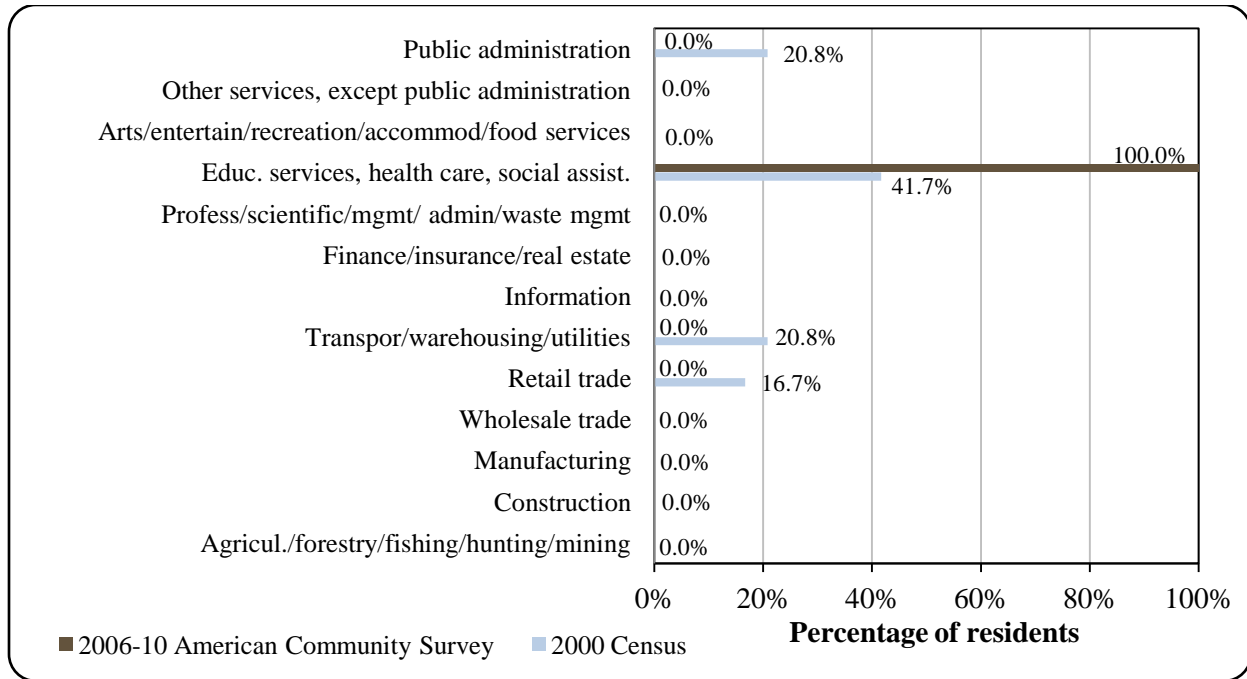 Public administration
0.0%
20.8%
Other services, except public administration
0.0%
Arts/entertain/recreation/accommod/food services
0.0%
100.0%
Educ. services, health care, social assist.
41.7%
Profess/scientific/mgmt/ admin/waste mgmt
0.0%
Finance/insurance/real estate
0.0%
Information
0.0%
0.0%
Transpor/warehousing/utilities
20.8%
0.0%
Retail trade
16.7%
Wholesale trade
0.0%
Manufacturing
0.0%
Construction
0.0%
Agricul./forestry/fishing/hunting/mining
0.0%
0% 20% 40% 60% 80% 100%
Percentage of residents
2006-10 American Community Survey 2000 Census